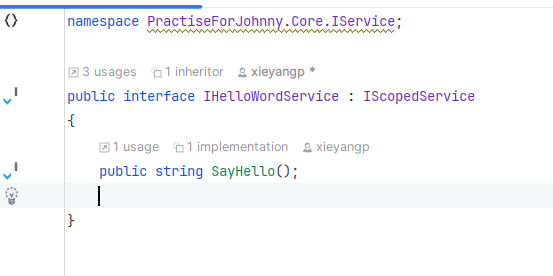 namespace PractiseForJohnny.Core.IService;
3 usages 1 inheritor xieyangp *
public interface IHelloWordService : IScopedService
{
1 usage 1 implementation xieyangp
public string SayHello();
}